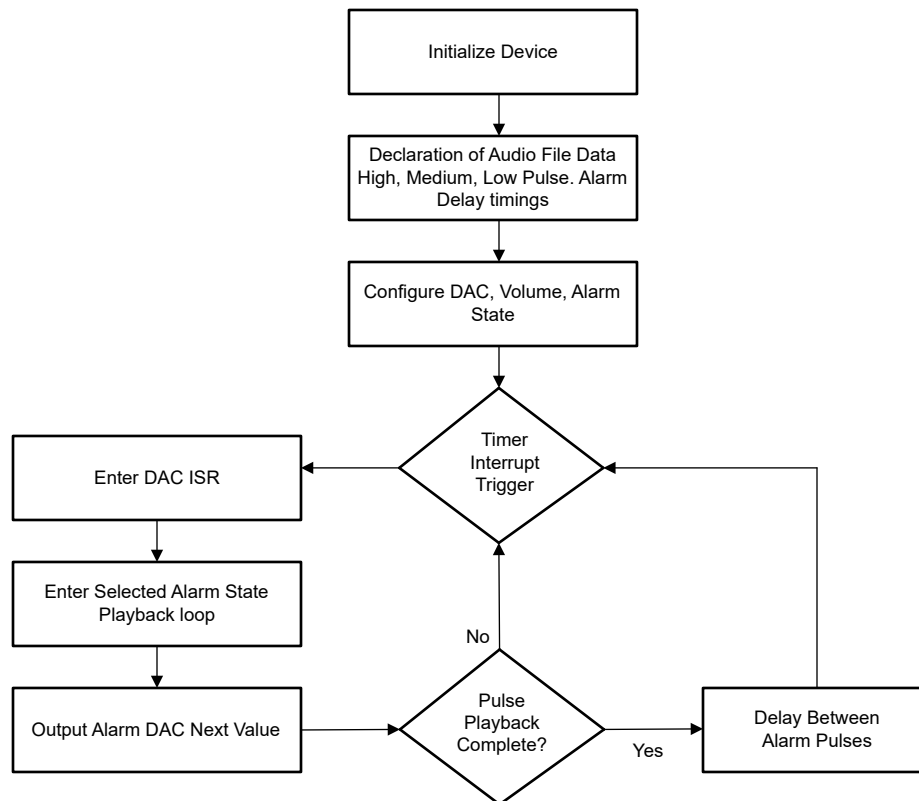 Initialize Device
Declaration of Audio File Data
High, Medium, Low Pulse. Alarm
Delay timings
Configure DAC, Volume, Alarm
State
Timer
Interrupt
Trigger
Enter DAC ISR
Enter Selected Alarm State
Playback loop
No
Output Alarm DAC Next Value
Pulse
Playback
Complete?
Yes
Delay Between
Alarm Pulses